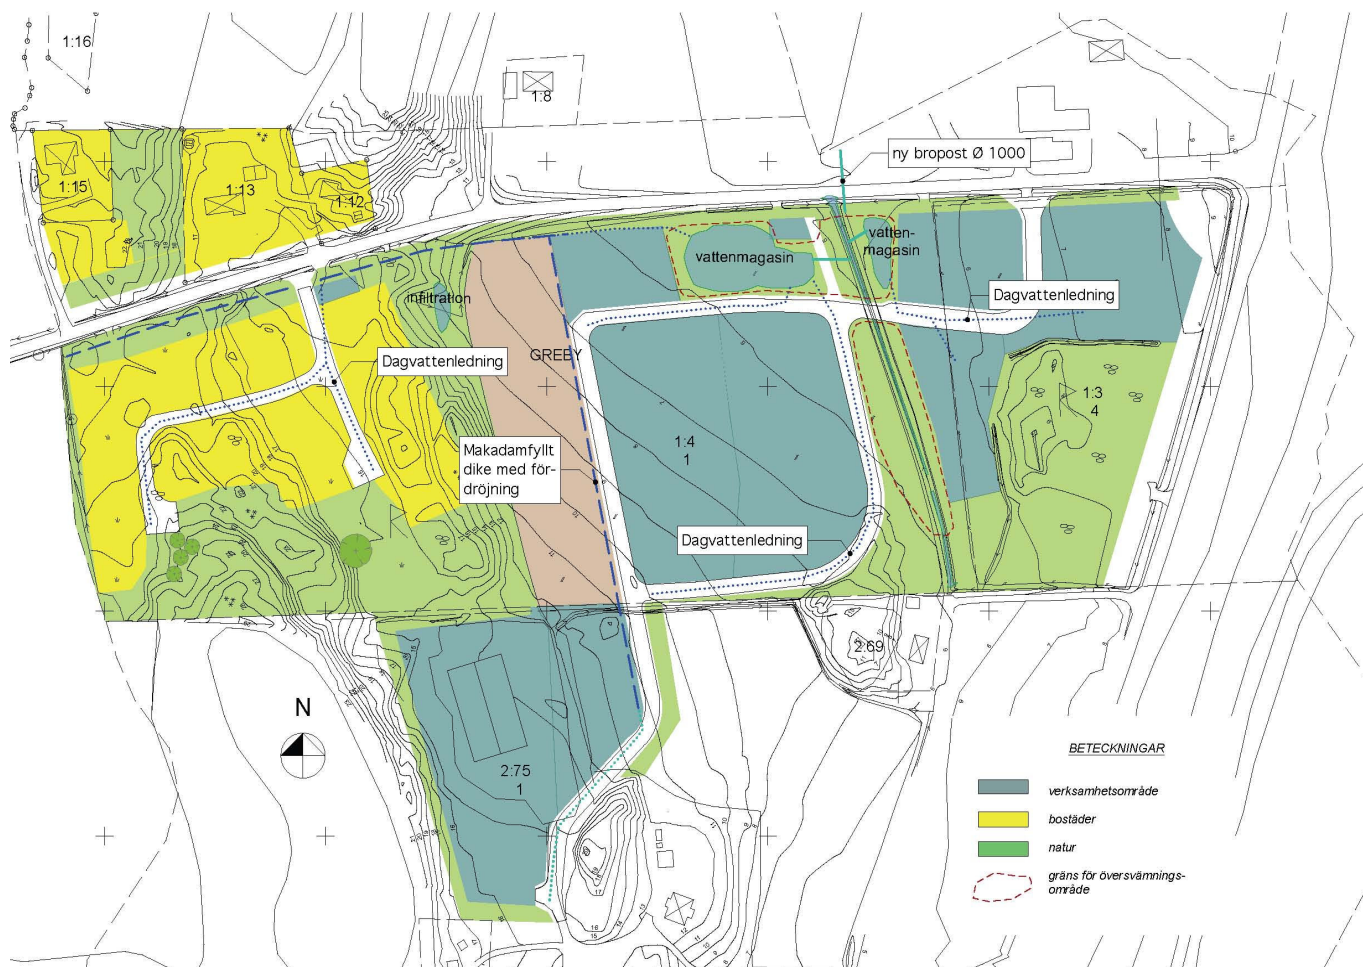 1:16
1:8
ny bropost Ø 1000
1:15
1:13
1:12
vatten-
magasin
vattenmagasin
infiltration
Dagvattenledning
GREBY
Dagvattenledning
1:3
4
1:4
1
Makadamfyllt
dike med för-
dröjning
Dagvattenledning
2:69
N
2:75
1
BETECKNINGAR
verksamhetsområde
bostäder
natur
gräns för översvämnings-
område